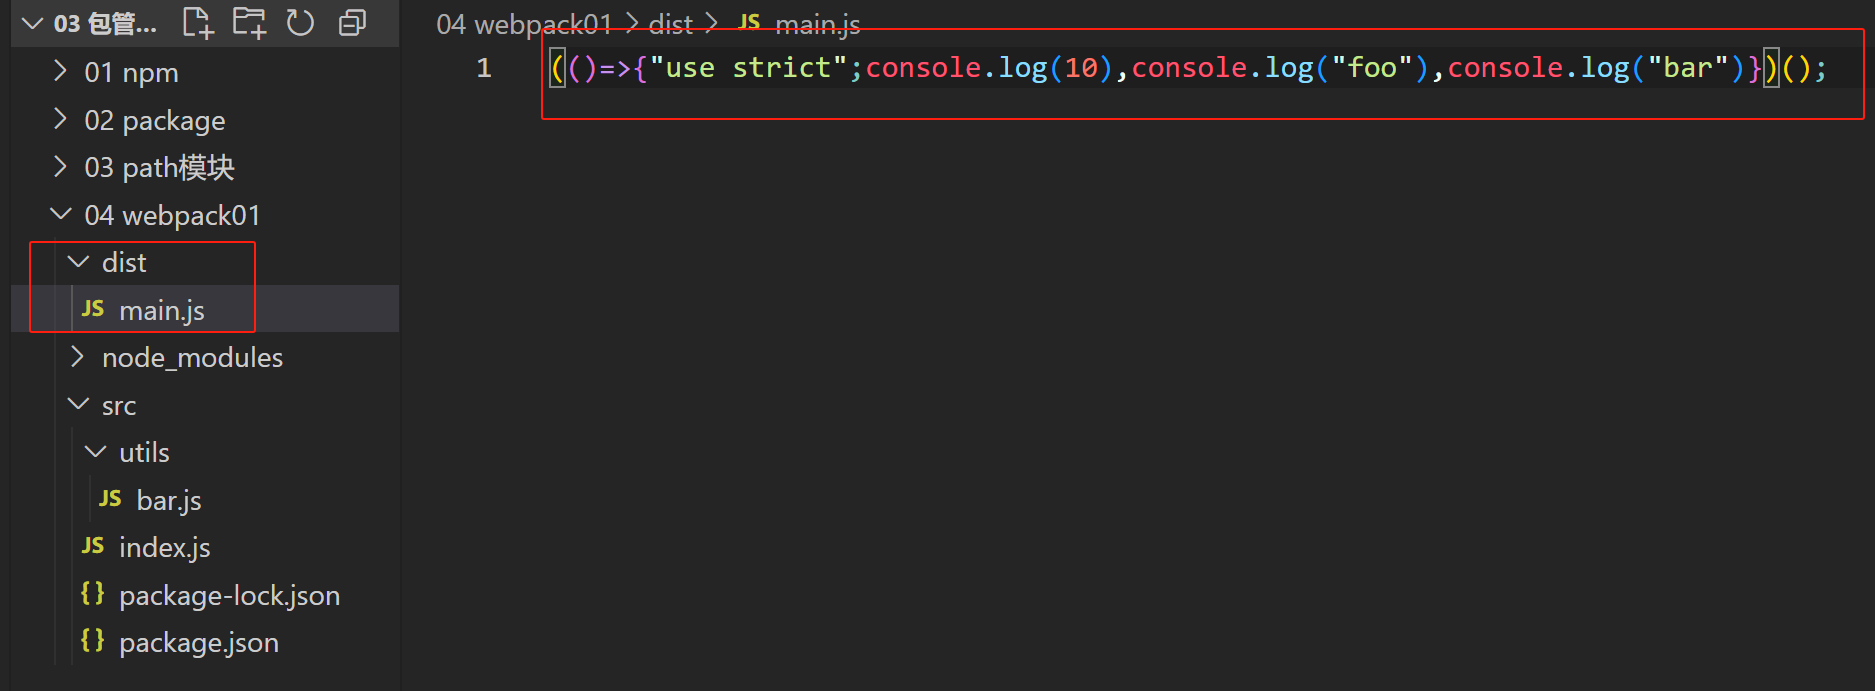 03 包管...
01 npm
02 package
03 path模块
04 webpack01
dist
JS main.js
node_modules
src
utils
JS bar.js
JS index.js
{} package-lock.json
{} package.json
04 webpack01 > dist > JS main.js
1 (()=>{"use strict";console.log(10),console.log("foo"),console.log("bar")})();